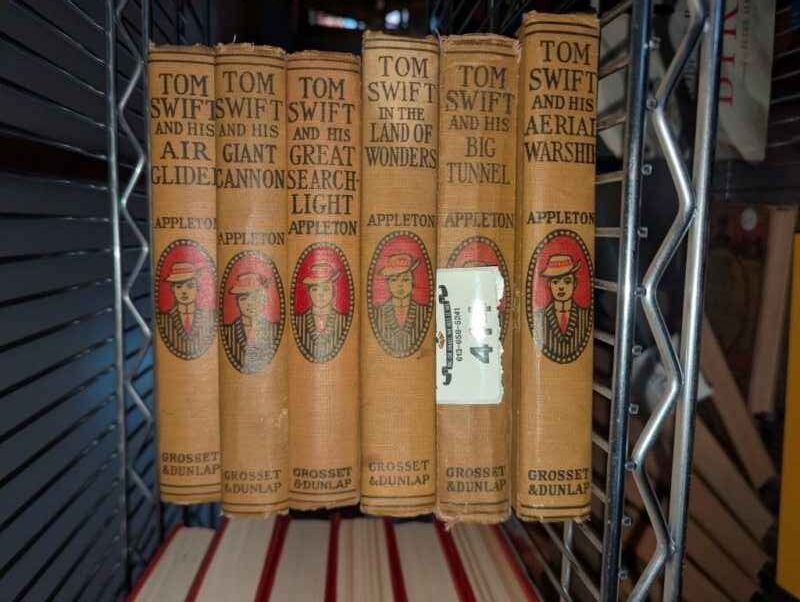 TOM
SWIFT
AND HIS
AIR
GLIDER
APPLETON
GROSSET
& DUNLAP
TOM
SWIFT
AND HIS
GIANT
CANNON
APPLETON
GROSSET
& DUNLAP
TOM
SWIFT
AND HIS
GREAT
SEARCH-
LIGHT
APPLETON
GROSSET
& DUNLAP
TOM
SWIFT
IN THE
LAND OF
WONDERS
APPLETON
GROSSET
& DUNLAP
TOM
SWIFT
AND HIS
BIG
TUNNEL
APPLETON
GROSSET
& DUNLAP
TOM
SWIFT
AND HIS
AERIAL
WARSHIP
APPLETON
GROSSET
& DUNLAP